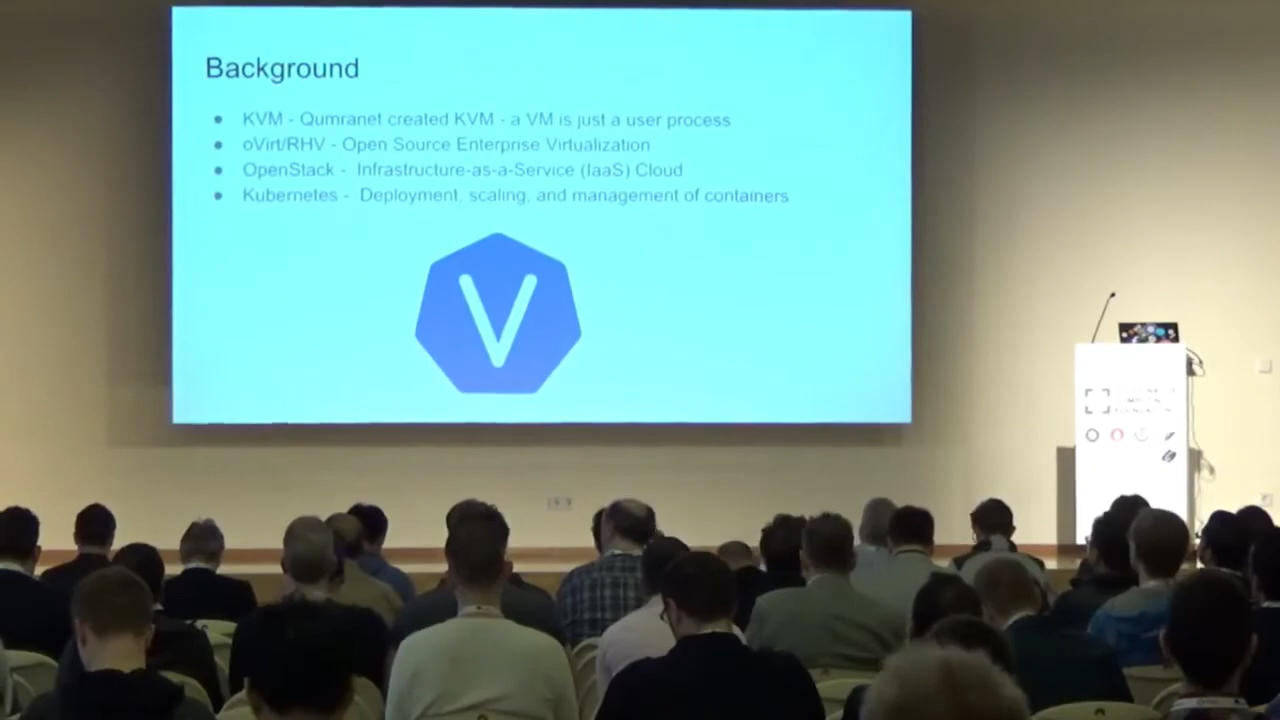 Background
● KVM - Qumranet created KVM - a VM is just a user process
● oVirt/RHV - Open Source Enterprise Virtualization
● OpenStack - Infrastructure-as-a-Service (IaaS) Cloud
● Kubernetes - Deployment, scaling, and management of containers
V